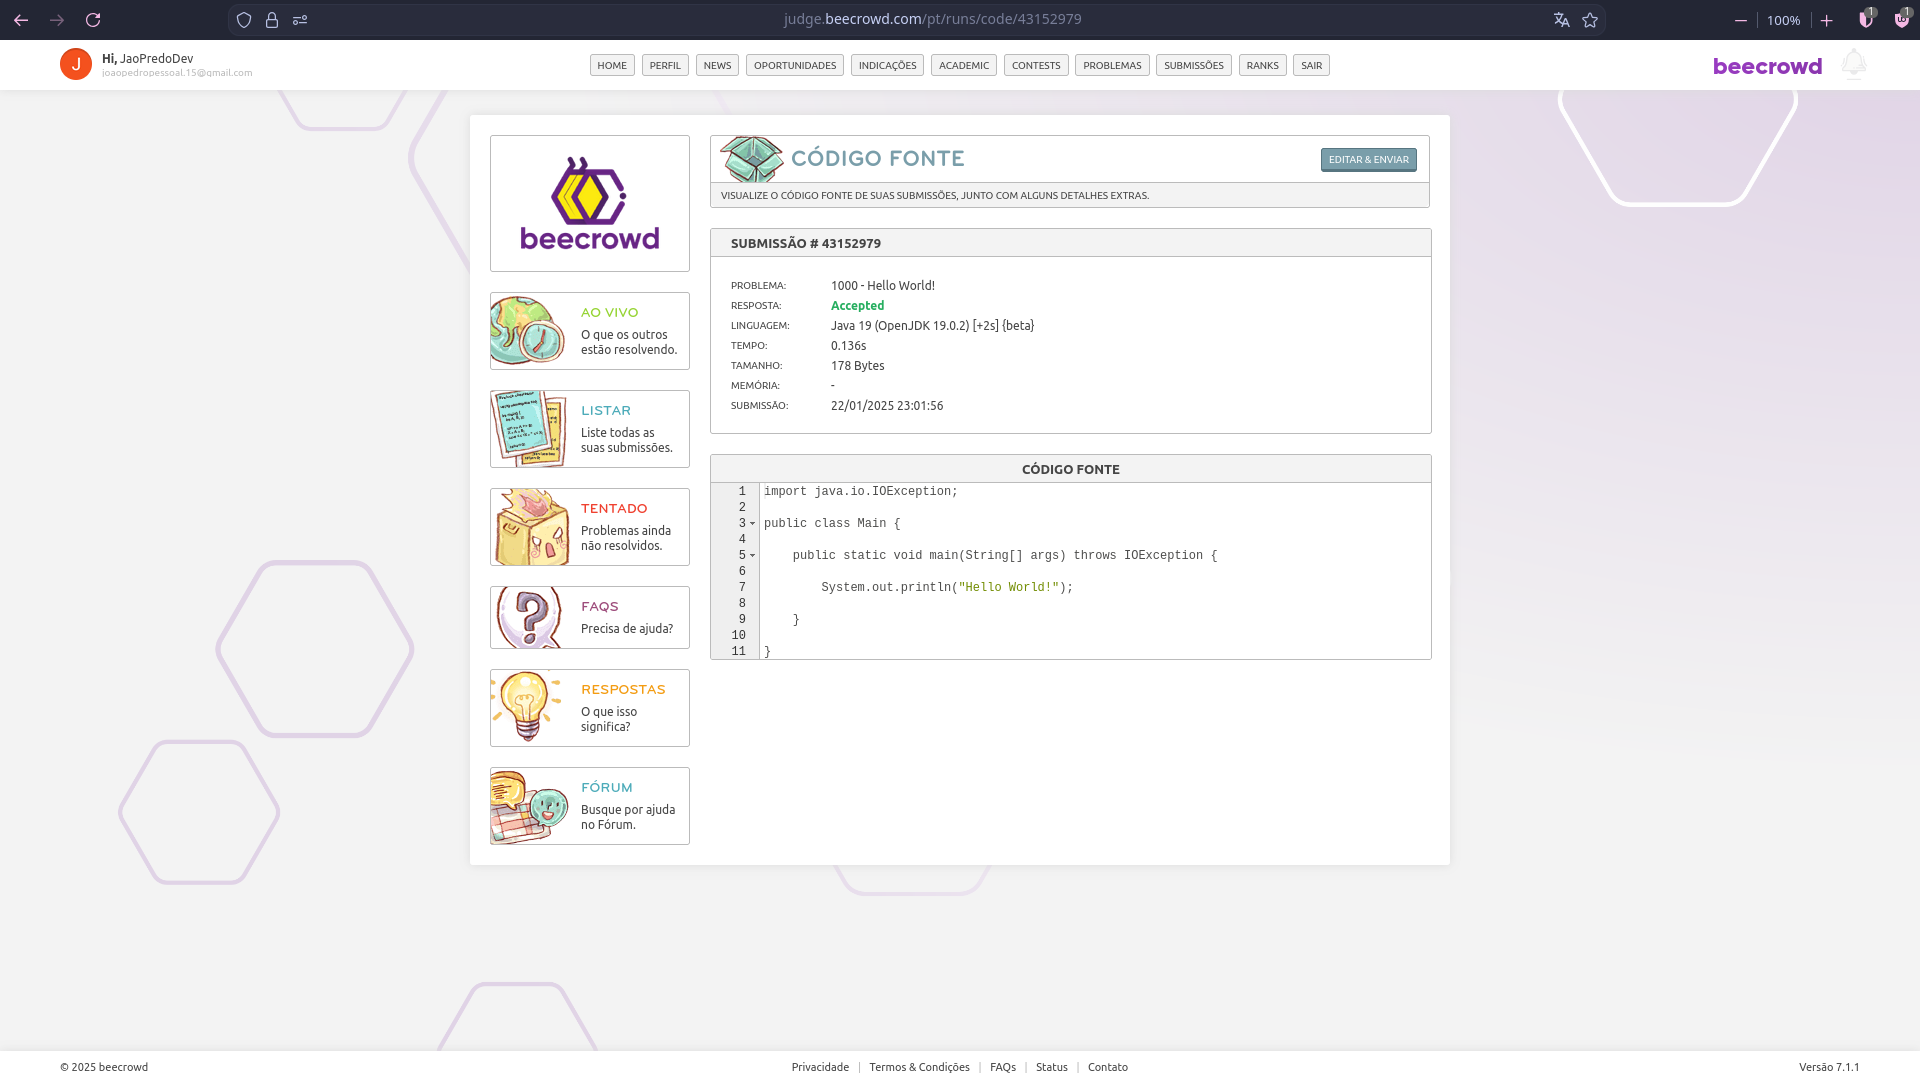 judge.beecrowd.com/pt/runs/code/43152979
100%
1
1
J
Hi, JaoPredoDev
joaopedropessoal.15@gmail.com
HOME
PERFIL
NEWS
OPORTUNIDADES
INDICAÇÕES
ACADEMIC
CONTESTS
PROBLEMAS
SUBMISSÕES
RANKS
SAIR
beecrowd
beecrowd
AO VIVO
O que os outros
estão resolvendo.
LISTAR
Liste todas as
suas submissões.
TENTADO
Problemas ainda
não resolvidos.
FAQS
Precisa de ajuda?
RESPOSTAS
O que isso
significa?
FÓRUM
Busque por ajuda
no Fórum.
CÓDIGO FONTE
EDITAR & ENVIAR
VISUALIZE O CÓDIGO FONTE DE SUAS SUBMISSÕES, JUNTO COM ALGUNS DETALHES EXTRAS.
SUBMISSÃO # 43152979
PROBLEMA: 1000 - Hello World!
RESPOSTA: Accepted
LINGUAGEM: Java 19 (OpenJDK 19.0.2) [+2s] {beta}
TEMPO: 0.136s
TAMANHO: 178 Bytes
MEMÓRIA: -
SUBMISSÃO: 22/01/2025 23:01:56
CÓDIGO FONTE
1 import java.io.IOException;
2
3 public class Main {
4
5     public static void main(String[] args) throws IOException {
6
7         System.out.println("Hello World!");
8
9     }
10
11 }
© 2025 beecrowd
Privacidade | Termos & Condições | FAQs | Status | Contato
Versão 7.1.1